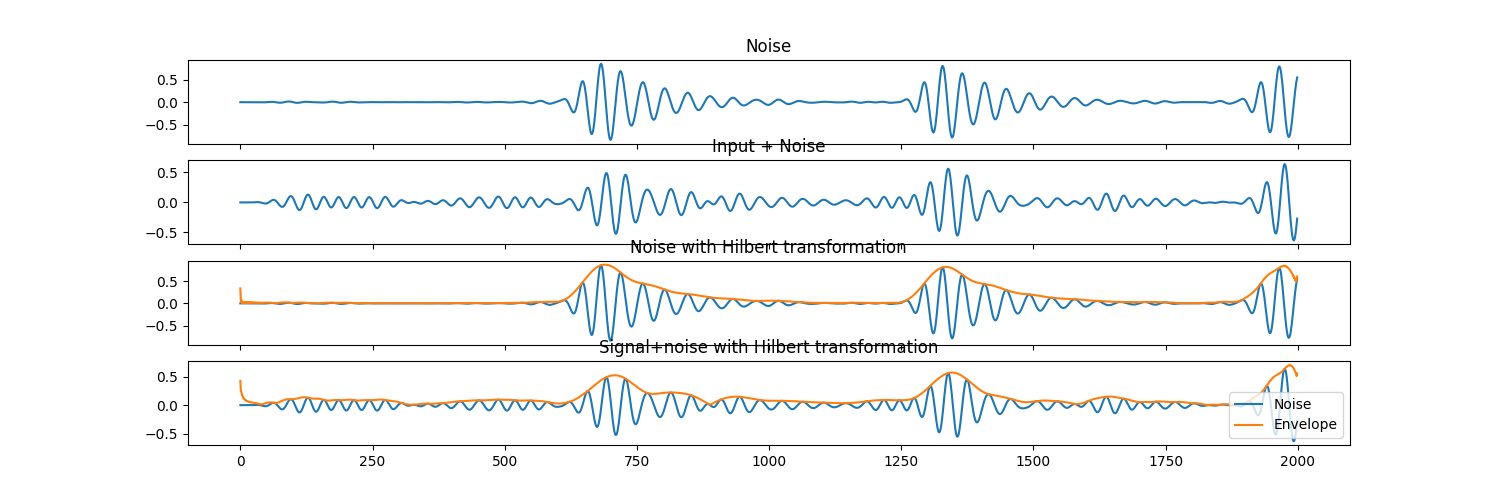 Noise
0.5
0.0
−0.5
Input + Noise
0.5
0.0
−0.5
Noise with Hilbert transformation
0.5
0.0
−0.5
Signal+noise with Hilbert transformation
0.5
0.0
−0.5
Noise
Envelope
0 250 500 750 1000 1250 1500 1750 2000